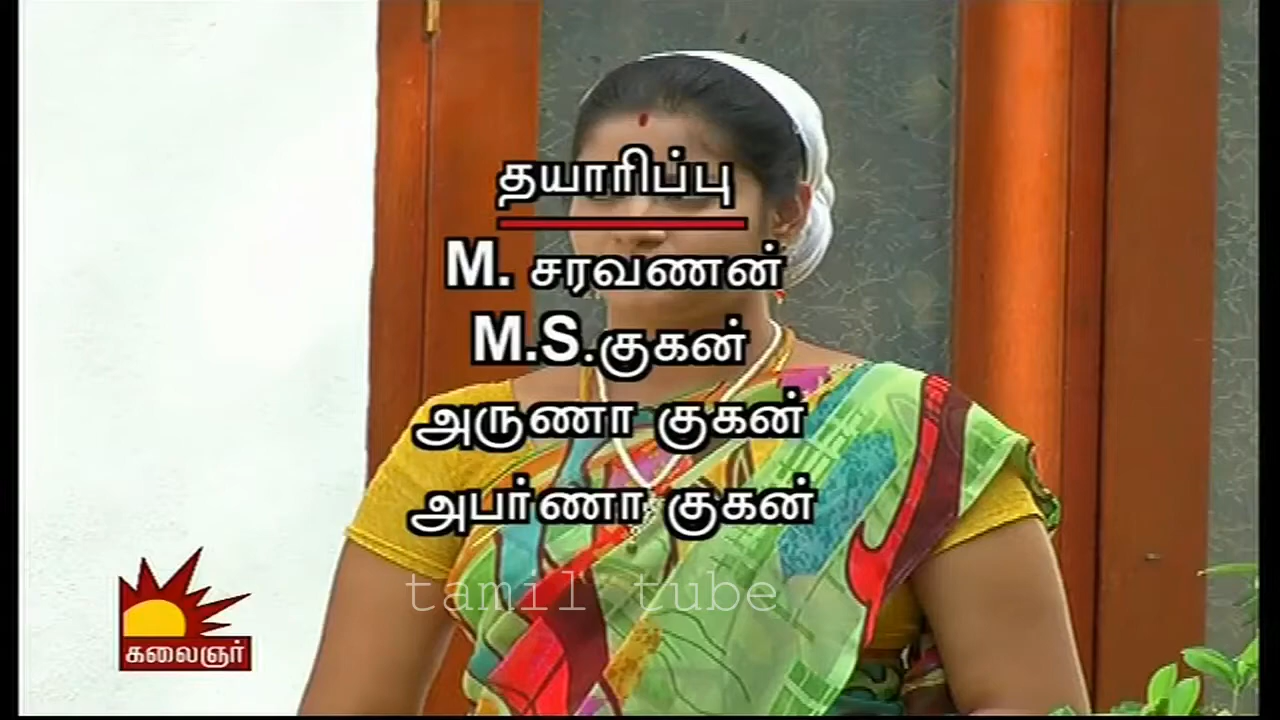 தயாரிப்பு
M. சரவணன்
M.S.குகன்
அருணா குகன்
அபர்ணா குகன்
tamil tube
கலைஞர்